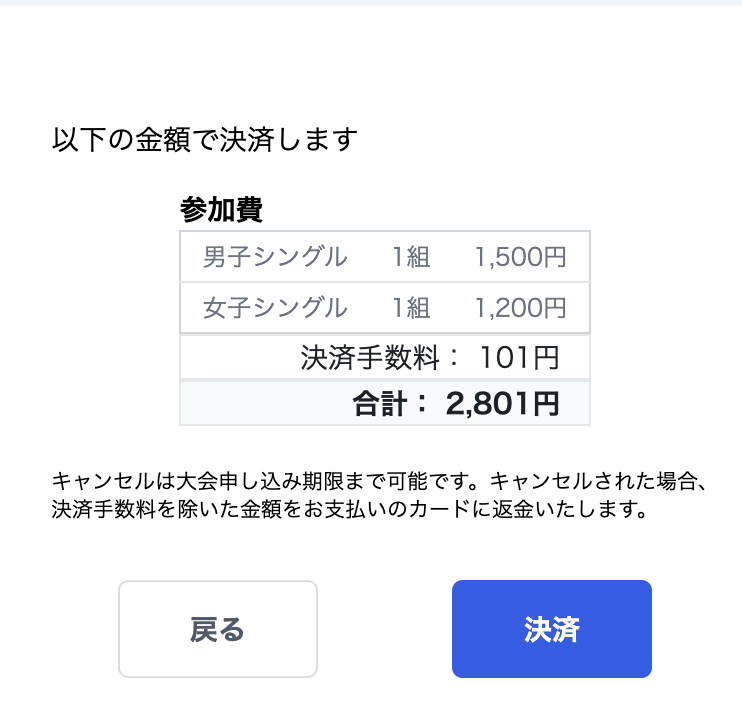 以下の金額で決済します
参加費
男子シングル 1組 1,500円
女子シングル 1組 1,200円
決済手数料： 101円
合計： 2,801円
キャンセルは大会申し込み期限まで可能です。キャンセルされた場合、
決済手数料を除いた金額をお支払いのカードに返金いたします。
戻る 決済